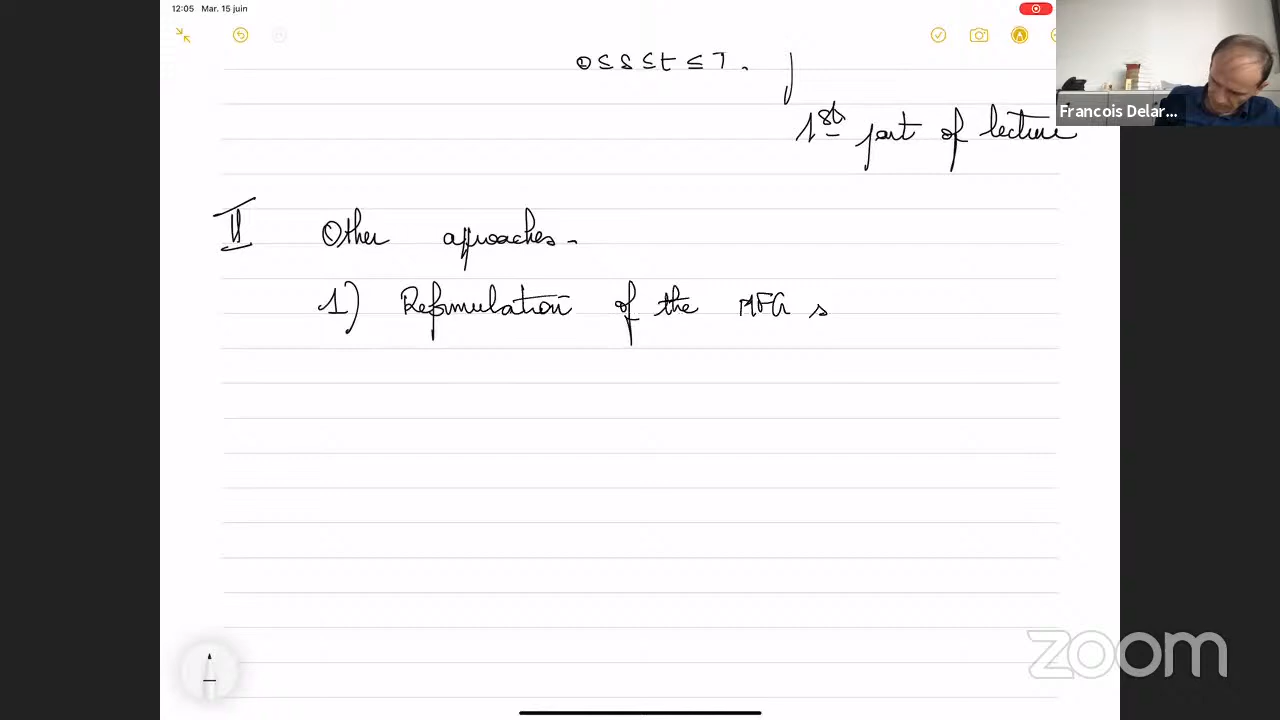 12:05 Mar. 15 juin
0 ≤ s ≤ t ≤ T .
Francois Delar...
1st part of lecture
II Other aproaches.
1) Reformulation of the MFG s
zoom